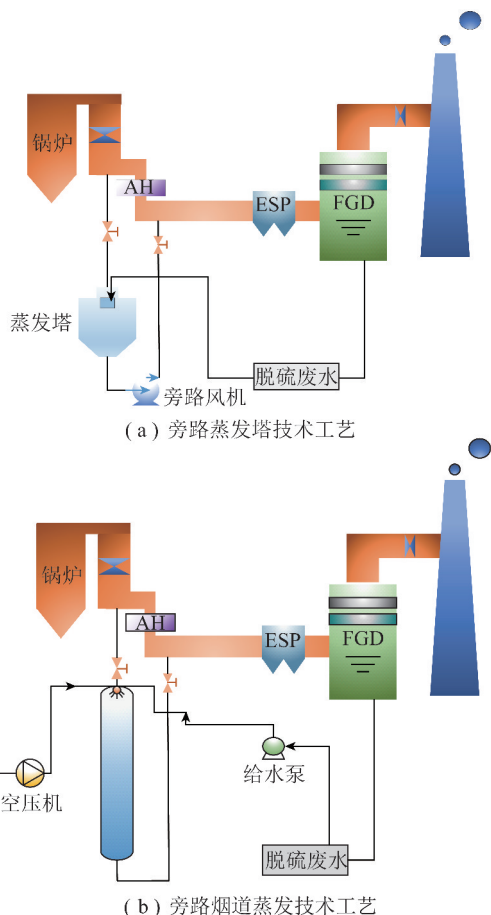 锅炉
AH
ESP
FGD
蒸发塔
脱硫废水
旁路风机
(a) 旁路蒸发塔技术工艺
锅炉
AH
ESP
FGD
空压机
给水泵
脱硫废水
(b) 旁路烟道蒸发技术工艺